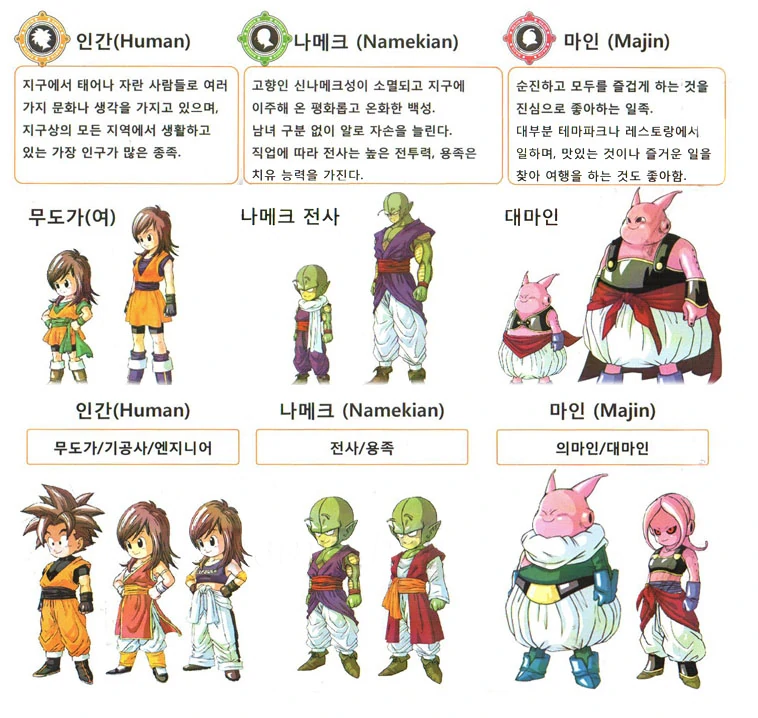 인간(Human)
지구에서 태어나 자란 사람들로 여러
가지 문화나 생각을 가지고 있으며,
지구상의 모든 지역에서 생활하고
있는 가장 인구가 많은 종족.
나메크 (Namekian)
고향인 신나메크성이 소멸되고 지구에
이주해 온 평화롭고 온화한 백성.
남녀 구분 없이 알로 자손을 늘린다.
직업에 따라 전사는 높은 전투력, 용족은
치유 능력을 가진다.
마인 (Majin)
순진하고 모두를 즐겁게 하는 것을
진심으로 좋아하는 일족.
대부분 테마파크나 레스토랑에서
일하며, 맛있는 것이나 즐거운 일을
찾아 여행을 하는 것도 좋아함.
무도가(여)
나메크 전사
대마인
인간(Human)
무도가/기공사/엔지니어
나메크 (Namekian)
전사/용족
마인 (Majin)
의마인/대마인